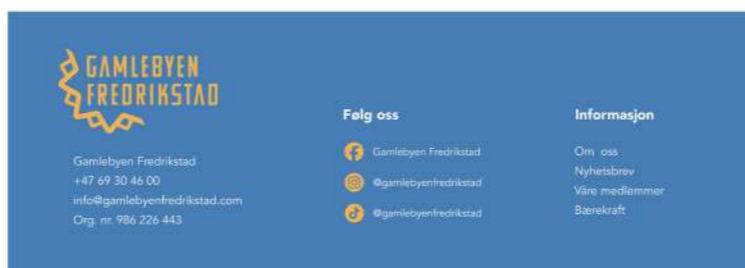 GAMLEBYEN
FREDRIKSTAD
Gamlebyen Fredrikstad
+47 69 30 46 00
info@gamlebyenfredrikstad.com
Org. nr. 986 226 443
Følg oss
Gamlebyen Fredrikstad
@gamlebyenfredrikstad
@gamlebyenfredrikstad
Informasjon
Om oss
Nyhetsbrev
Våre medlemmer
Bærekraft